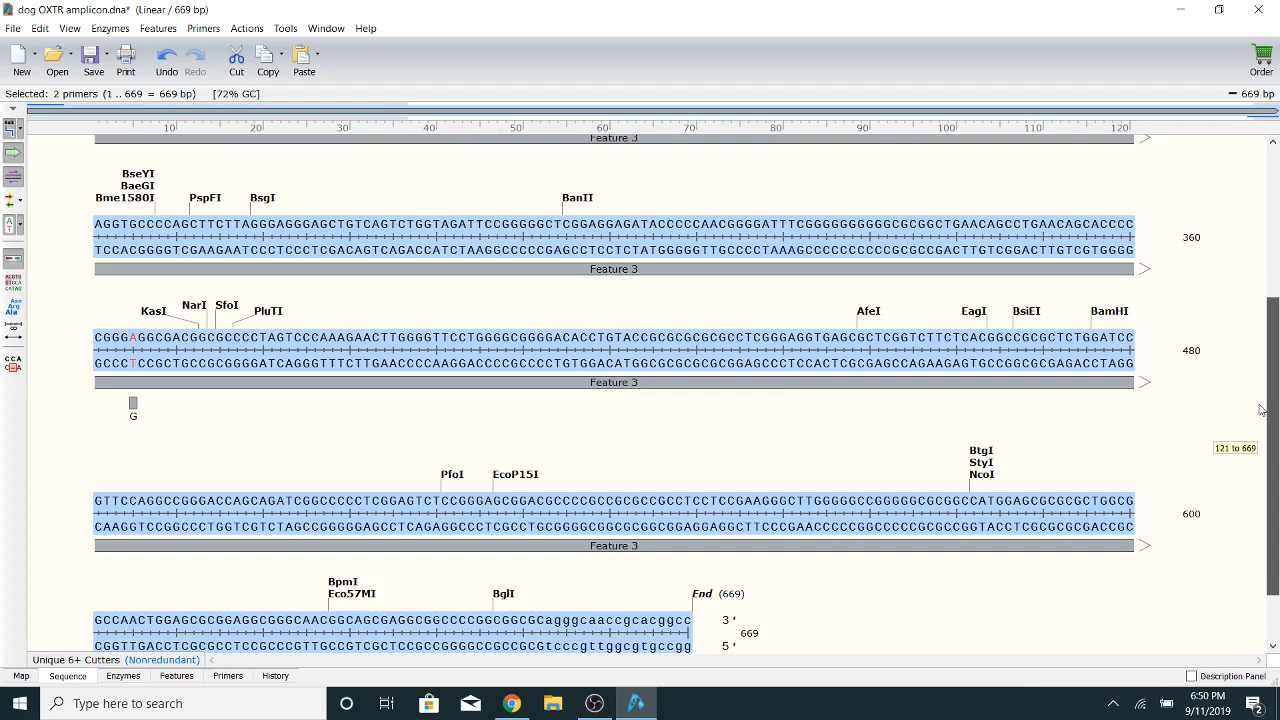 dog OXTR amplicon.dna* (Linear / 669 bp)
File Edit View Enzymes Features Primers Actions Tools Window Help
New Open Save Print Undo Redo Cut Copy Paste Order
Selected: 2 primers (1 .. 669 = 669 bp) [72% GC] 669 bp
10 20 30 40 50 60 70 80 90 100 110 120
Feature 3
BseYI
BaeGI
Bme1580I PspFI BsgI BanII
AGGTGCCCCAGCTTCTTAGGGAGGGAGCTGTCAGTCTGGTAGATTCCGGGGGCTCGGAGGAGATACCCCCAACGGGGATTTCGGGGGGGGGCGCGGCTGAACAGCCTGAACAGCACCCC
TCCACGGGGTCGAAGAATCCCTCCCTCGACAGTCAGACCATCTAAGGCCCCCGAGCCTCCTCTATGGGGGTTGCCCCTAAAGCCCCCCCCCGCGCCGACTTGTCGGACTTGTCGTGGGG
360
Feature 3
KasI NarI SfoI PluTI AfeI EagI BsiEI BamHI
CGGGAGGCGACGGCGCCCCTAGTCCCAAAGAACTTGGGGTTCCTGGGGCGGGGACACCTGTACCGCGCGCGCGCCTCGGGAGGTGAGCGCTCGGTCTTCTCACGGCCGCGCTCTGGATCC
GCCCTCCGCTGCCGCGGGGATCAGGGTTTCTTGAACCCCAAGGACCCCGCCCCTGTGGACATGGCGCGCGCGCGGAGCCCTCCACTCGCGAGCCAGAAGAGTGCCGGCGCGAGACCTAGG
480
Feature 3
G
121 to 669
BtgI
StyI
PfoI EcoP15I NcoI
GTTCCAGGCCGGGACCAGCAGATCGGCCCCCTCGGAGTCTCCGGGAGCGGACGCCCCGCCGCGCCGCCTCCTCCGAAGGGCTTGGGGGCCGGGGGCGCGGCCATGGAGCGCGCGCTGGCG
CAAGGTCCGGCCCTGGTCGTCTAGCCGGGGGAGCCTCAGAGGCCCTCGCCTGCGGGGCGGCGCGGCGGAGGAGGCTTCCCGAACCCCCGGCCCCCGCGCCGGTACCTCGCGCGCGACCGC
600
Feature 3
BpmI
Eco57MI BglI End (669)
GCCAACTGGAGCGCGGAGGCGGGCAACGGCAGCGAGGCGGCCCCGGCGGCGCagggcaaccgcacggcc 3'
CGGTTGACCTCGCGCCTCCGCCCGTTGCCGTCGCTCCGCCGGGGCCGCCGCGtcccgttggcgtgccgg 5'
669
Unique 6+ Cutters (Nonredundant)
Map Sequence Enzymes Features Primers History Description Panel
Type here to search
6:50 PM
9/11/2019
2